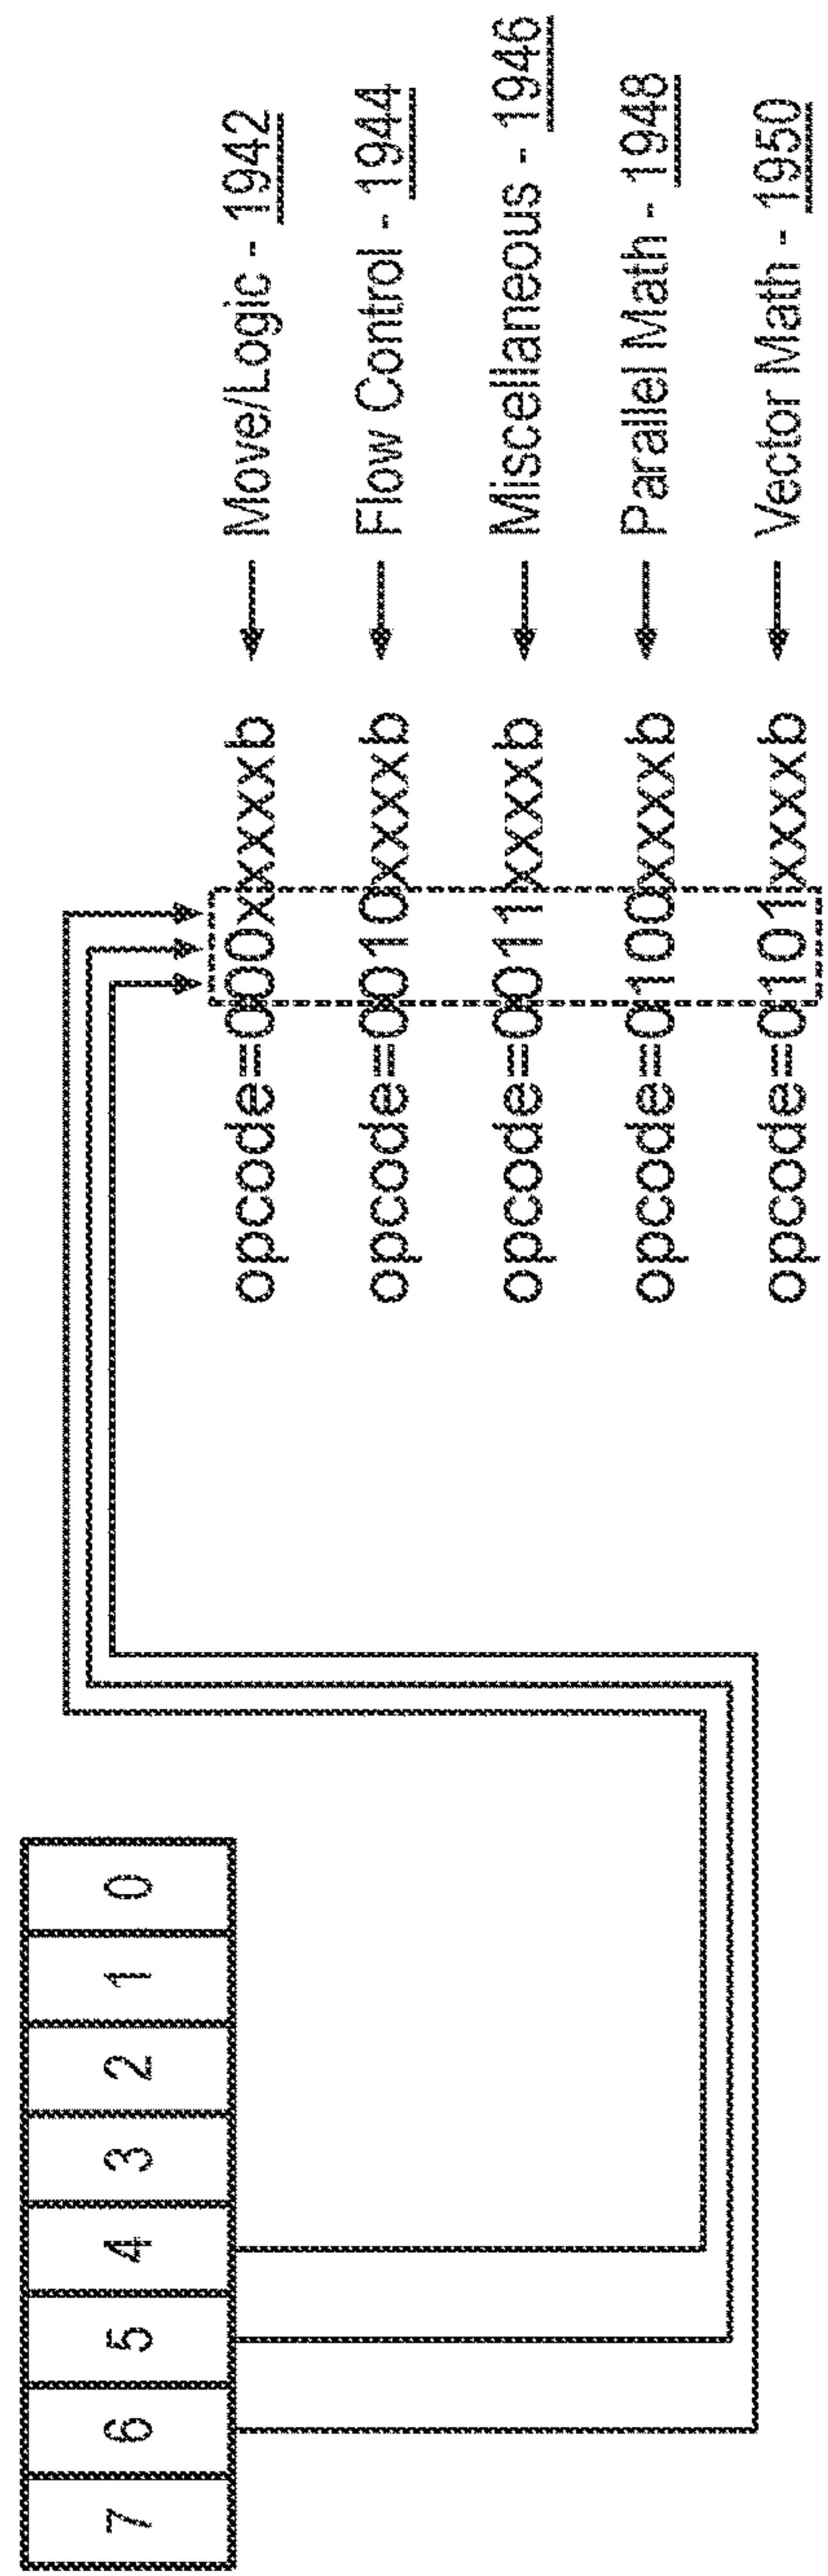 7 6 5 4 3 2 1 0
opcode=000xxxxxb ← Move/Logic - 1942
opcode=0010xxxxb ← Flow Control - 1944
opcode=0011xxxxb ← Miscellaneous - 1946
opcode=0100xxxxb ← Parallel Math - 1948
opcode=0101xxxxb ← Vector Math - 1950